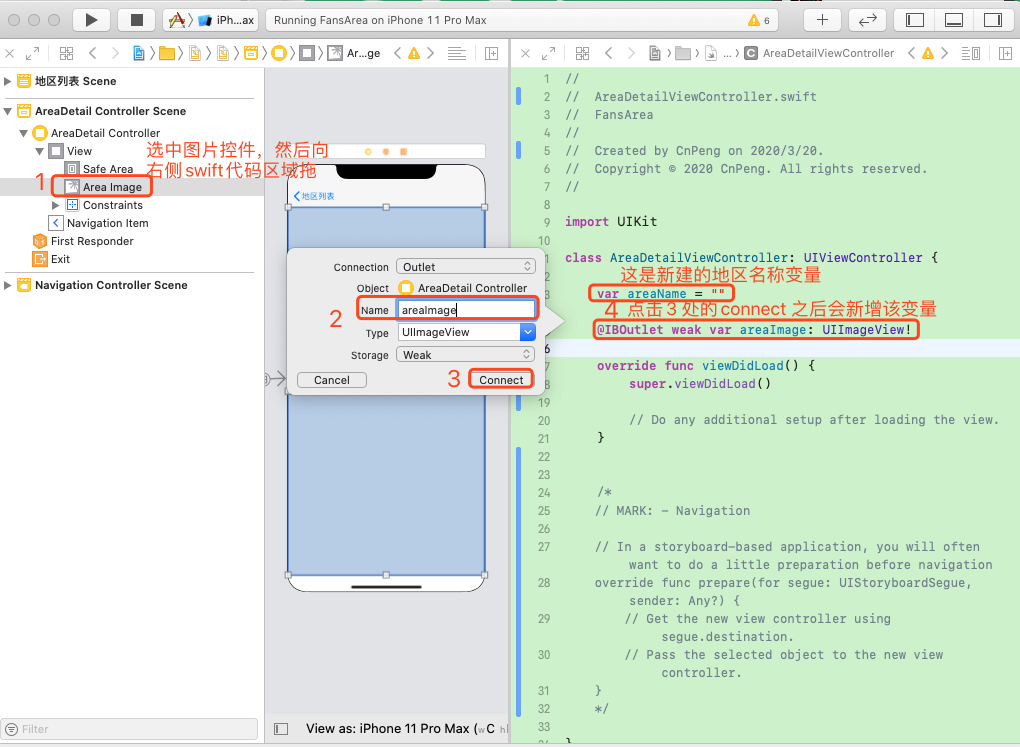 iPh...ax
Running FansArea on iPhone 11 Pro Max
6
Ar...ge
...
C
AreaDetailViewController
地区列表 Scene
AreaDetail Controller Scene
AreaDetail Controller
View
Safe Area
Area Image
Constraints
Navigation Item
First Responder
Exit
Navigation Controller Scene
选中图片控件，然后向
右侧swift代码区域拖
1
地区列表
Connection
Outlet
Object
AreaDetail Controller
2
Name
areaImage
Type
UIImageView
Storage
Weak
Cancel
3
Connect
1 //
2 // AreaDetailViewController.swift
3 // FansArea
4 //
5 // Created by CnPeng on 2020/3/20.
6 // Copyright © 2020 CnPeng. All rights reserved.
7 //
8
9 import UIKit
10
class AreaDetailViewController: UIViewController {
这是新建的地区名称变量
var areaName = ""
4 点击3处的connect 之后会新增该变量
@IBOutlet weak var areaImage: UIImageView!
6
7 override func viewDidLoad() {
8 super.viewDidLoad()
19
20 // Do any additional setup after loading the view.
21 }
22
23
24 /*
25 // MARK: - Navigation
26
27 // In a storyboard-based application, you will often
want to do a little preparation before navigation
28 override func prepare(for segue: UIStoryboardSegue,
sender: Any?) {
29 // Get the new view controller using
segue.destination.
30 // Pass the selected object to the new view
controller.
31 }
32 */
33
}
Filter
View as: iPhone 11 Pro Max (wC h